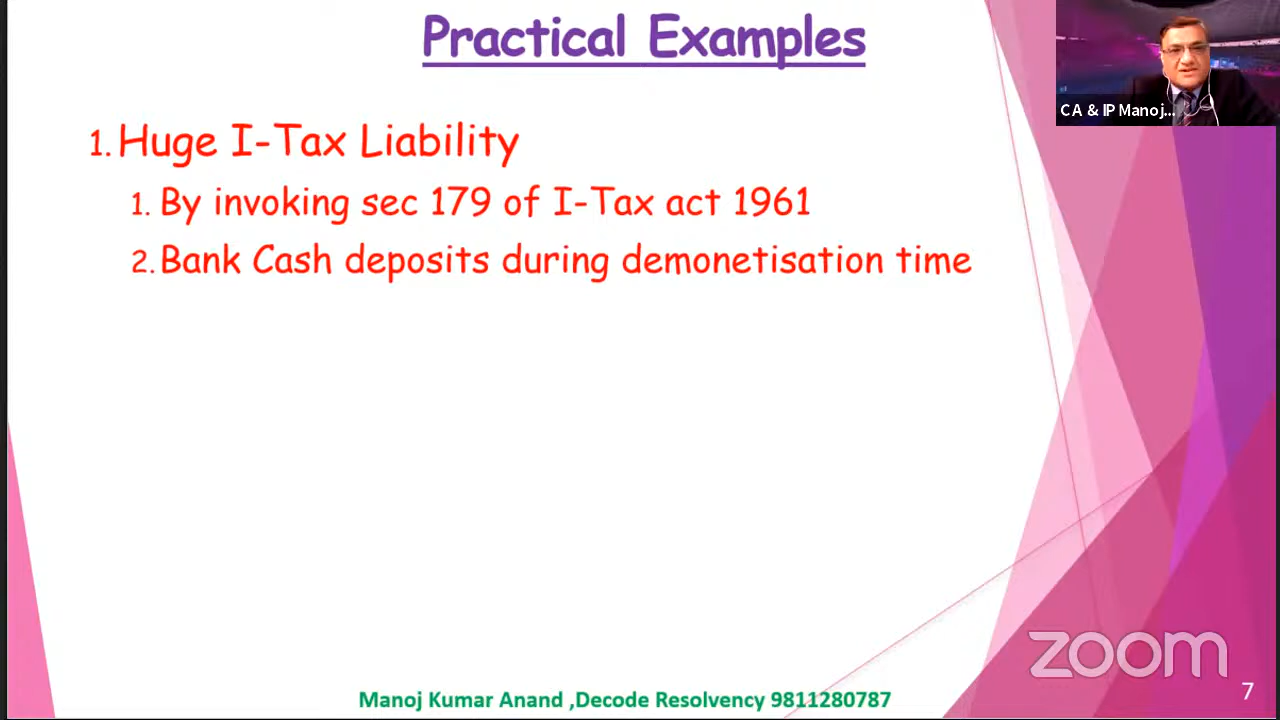 Practical Examples
CA & IP Manoj...
1. Huge I-Tax Liability
1. By invoking sec 179 of I-Tax act 1961
2. Bank Cash deposits during demonetisation time
zoom
Manoj Kumar Anand ,Decode Resolvency 9811280787
7